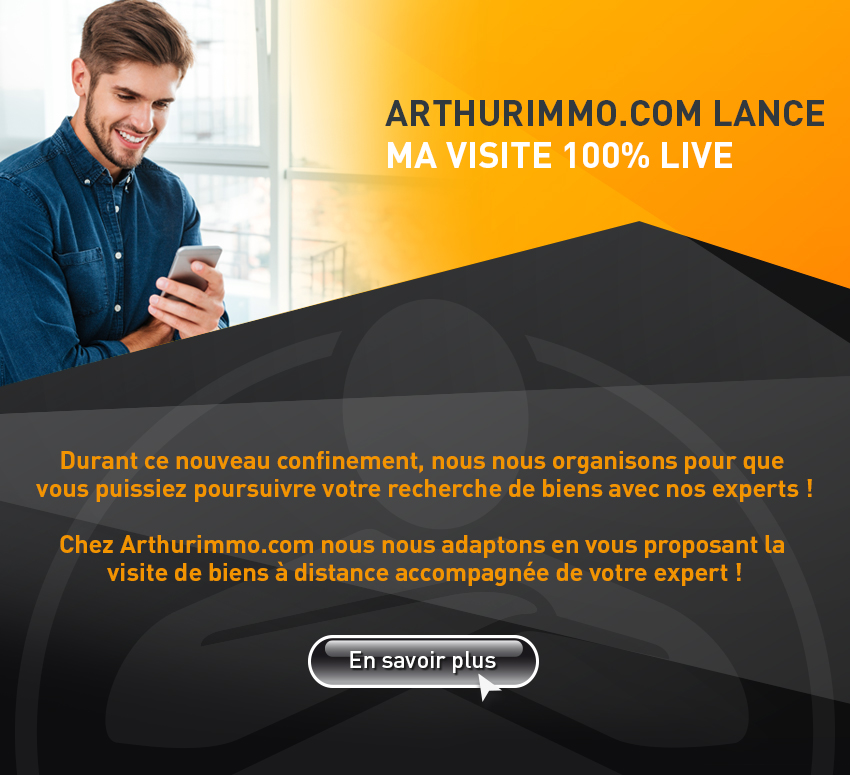 ARTHURIMMO.COM LANCE
MA VISITE 100% LIVE
Durant ce nouveau confinement, nous nous organisons pour que
vous puissiez poursuivre votre recherche de biens avec nos experts !
Chez Arthurimmo.com nous nous adaptons en vous proposant la
visite de biens à distance accompagnée de votre expert !
En savoir plus